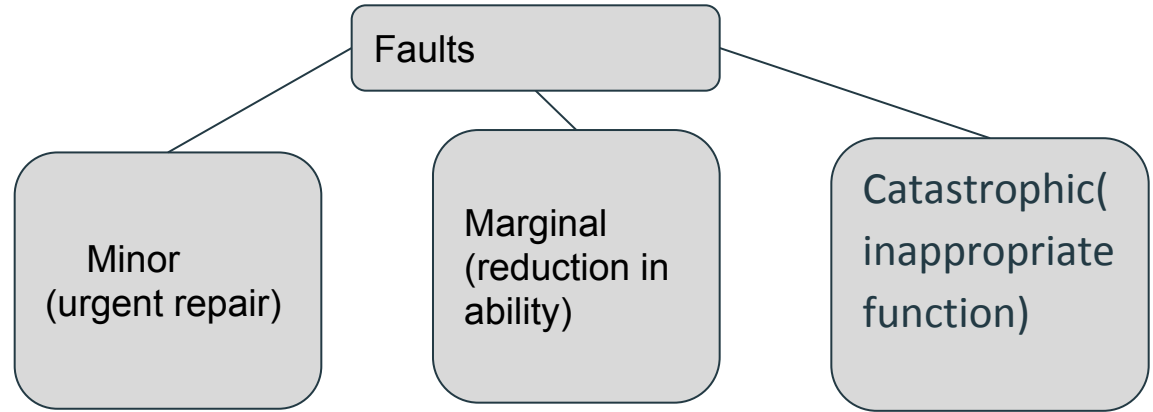 Faults
Minor
(urgent repair)
Marginal
(reduction in
ability)
Catastrophic(
inappropriate
function)